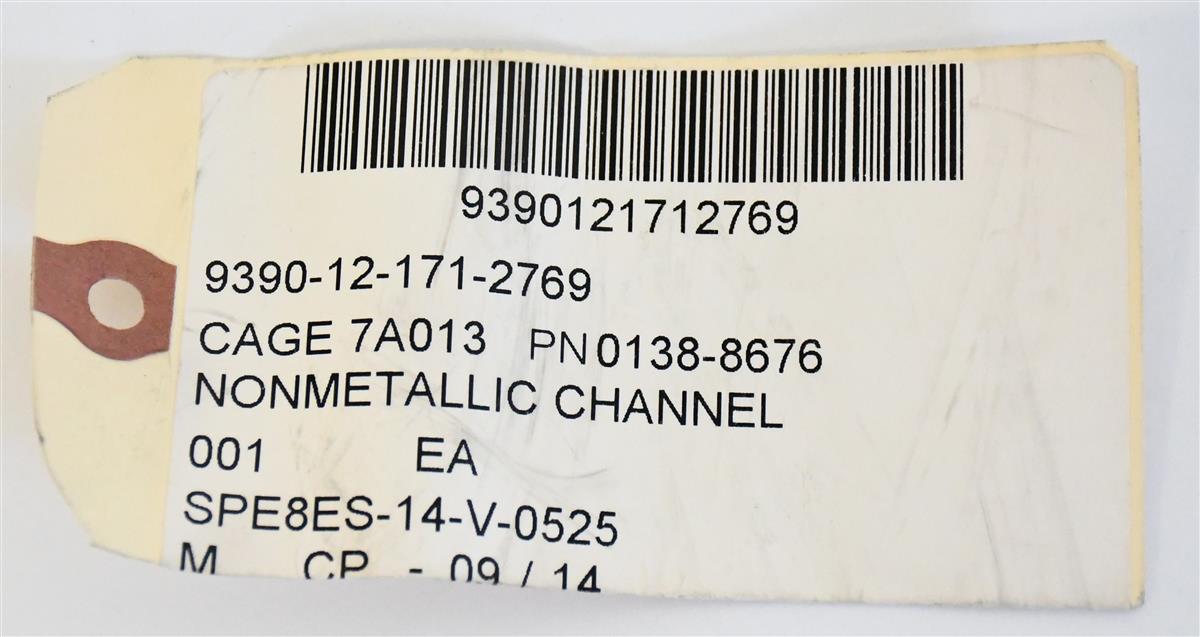 9390121712769
9390-12-171-2769
CAGE 7A013 PN0138-8676
NONMETALLIC CHANNEL
001 EA
SPE8ES-14-V-0525
M CP - 09 / 14